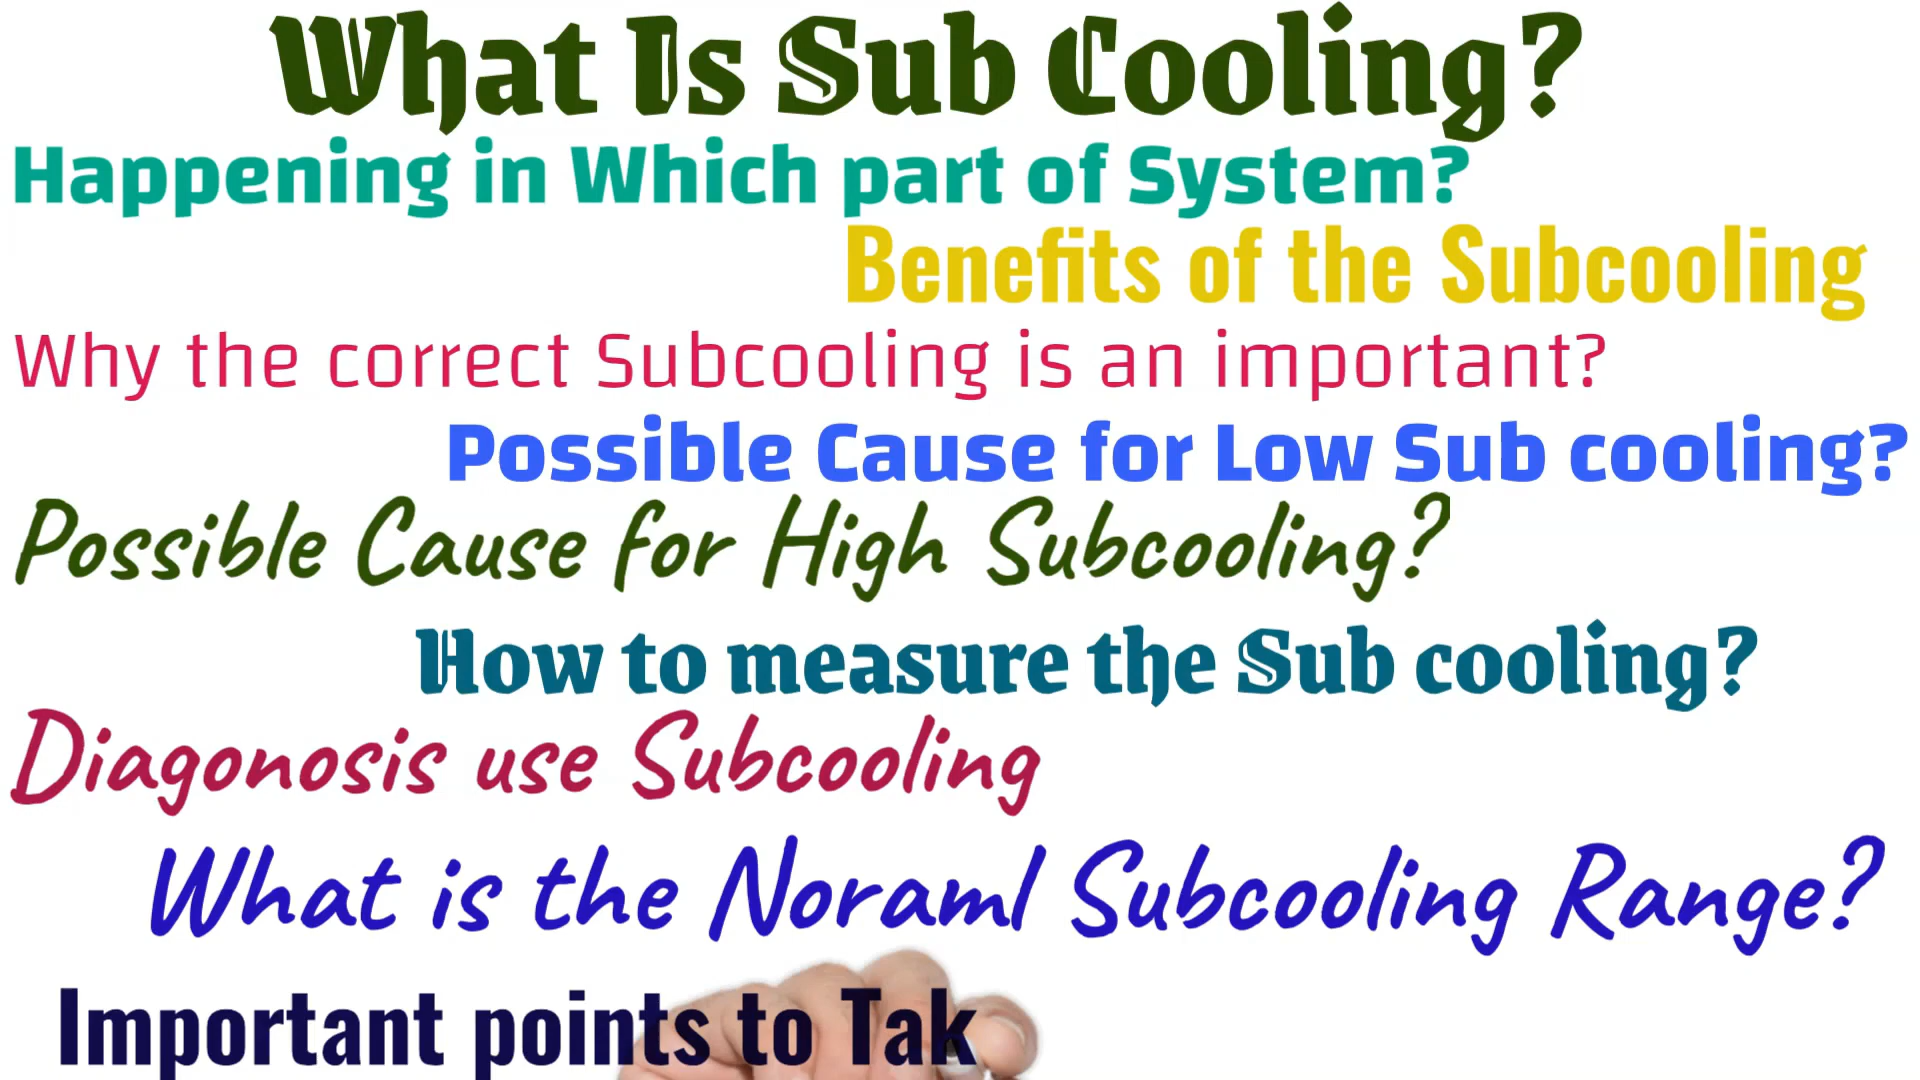 What Is Sub Cooling?
Happening in Which part of System?
Benefits of the Subcooling
Why the correct Subcooling is an important?
Possible Cause for Low Sub cooling?
Possible Cause for High Subcooling?
How to measure the Sub cooling?
Diagonosis use Subcooling
What is the Noraml Subcooling Range?
Important points to Tak